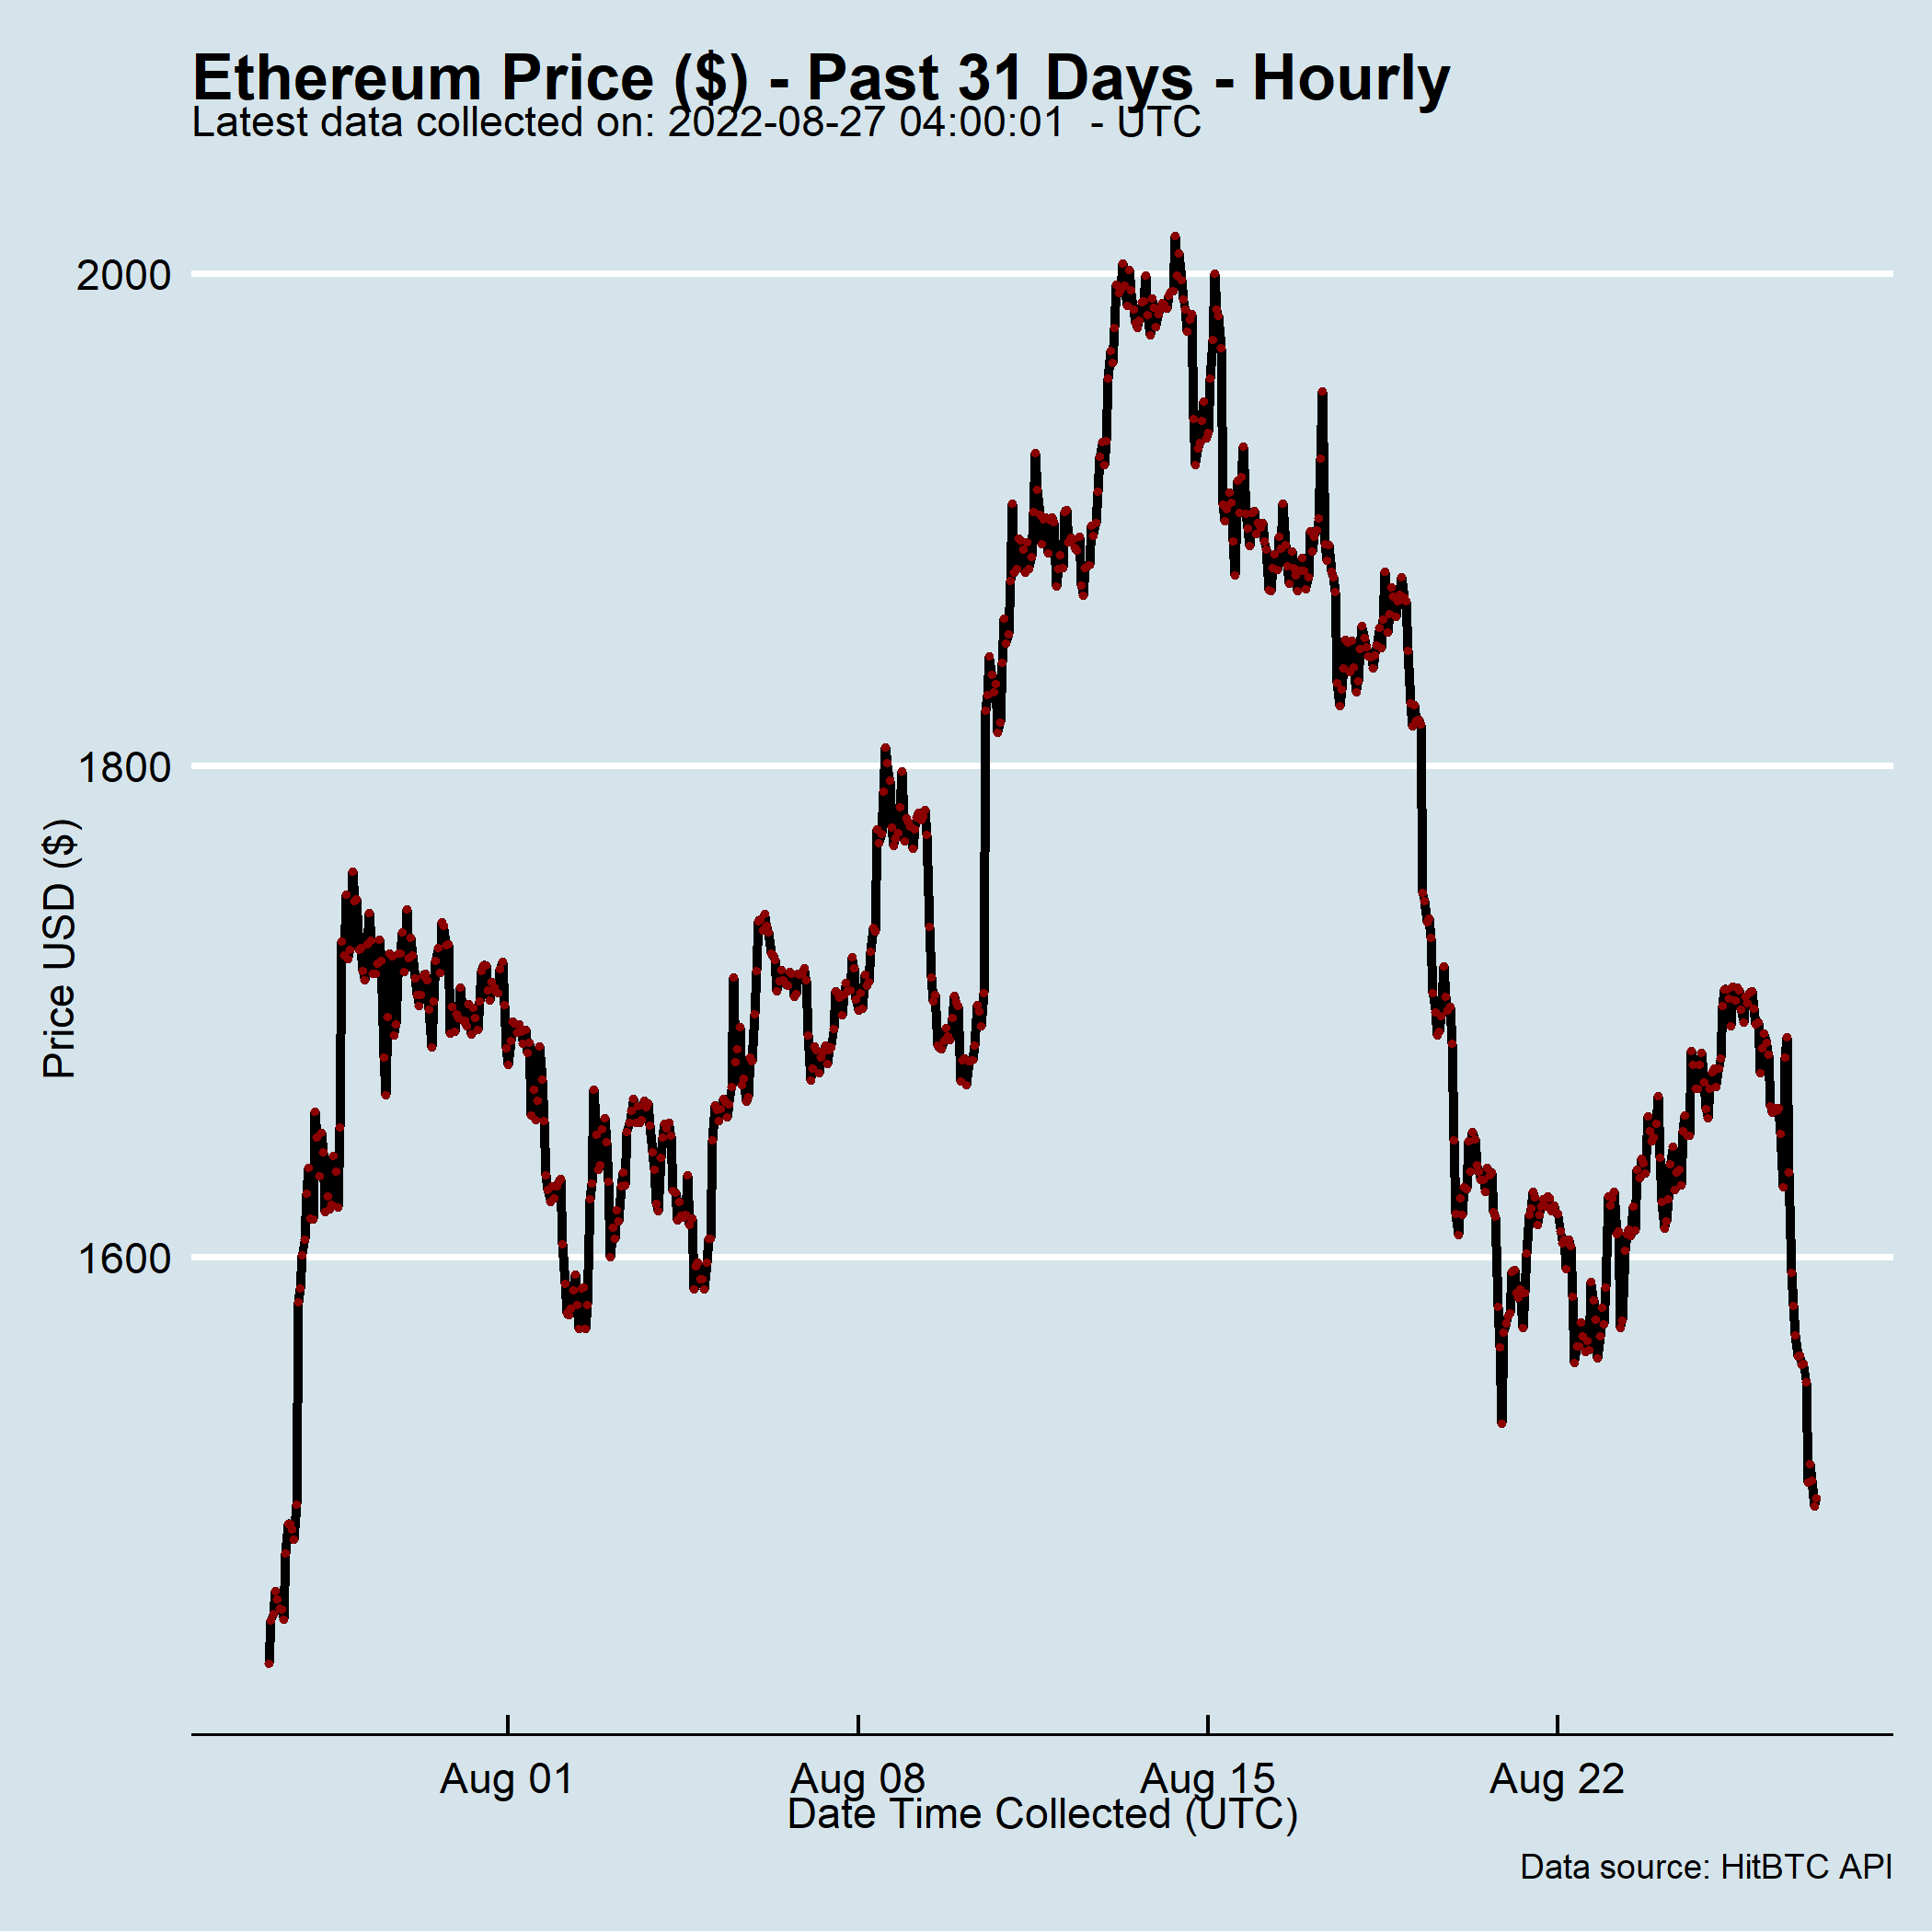 Ethereum Price ($) - Past 31 Days - Hourly
Latest data collected on: 2022-08-27 04:00:01  - UTC
2000
1800
1600
Price USD ($)
Aug 01
Aug 08
Aug 15
Aug 22
Date Time Collected (UTC)
Data source: HitBTC API